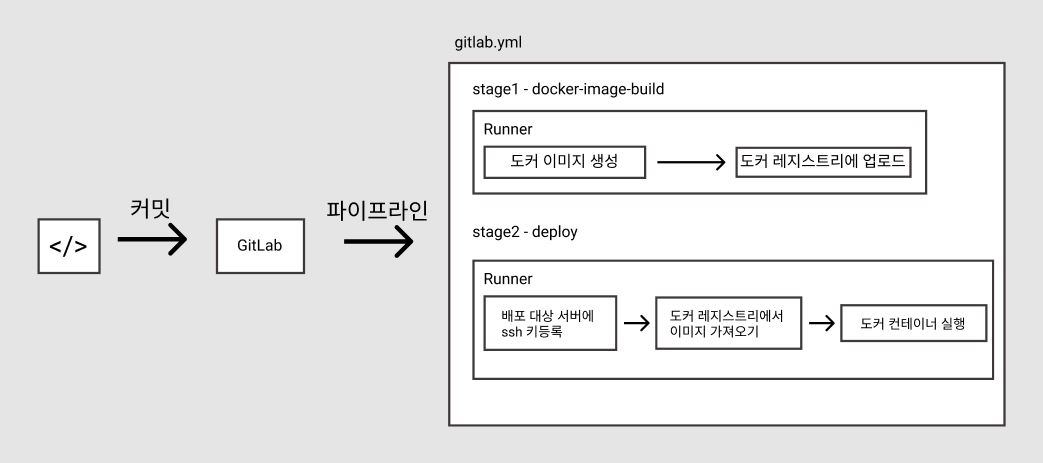 </>
커밋
GitLab
파이프라인
gitlab.yml
stage1 - docker-image-build
Runner
도커 이미지 생성
도커 레지스트리에 업로드
stage2 - deploy
Runner
배포 대상 서버에
ssh 키등록
도커 레지스트리에서
이미지 가져오기
도커 컨테이너 실행